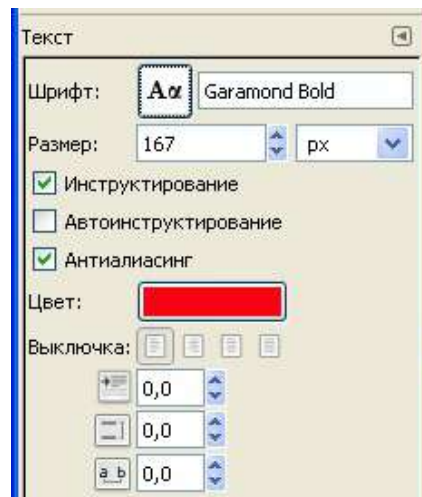 Текст
Шрифт: Aα Garamond Bold
Размер: 167 px
Инструктирование
Автоинструктирование
Антиалиасинг
Цвет:
Выключка:
0,0
0,0
a b 0,0